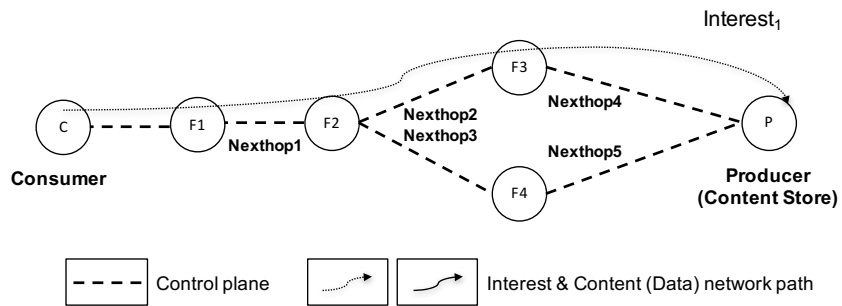 Interest₁
F3
C
F1
F2
Nexthop2
Nexthop4
P
Nexthop1
Nexthop3
Nexthop5
Consumer
F4
Producer
(Content Store)
Control plane
Interest & Content (Data) network path